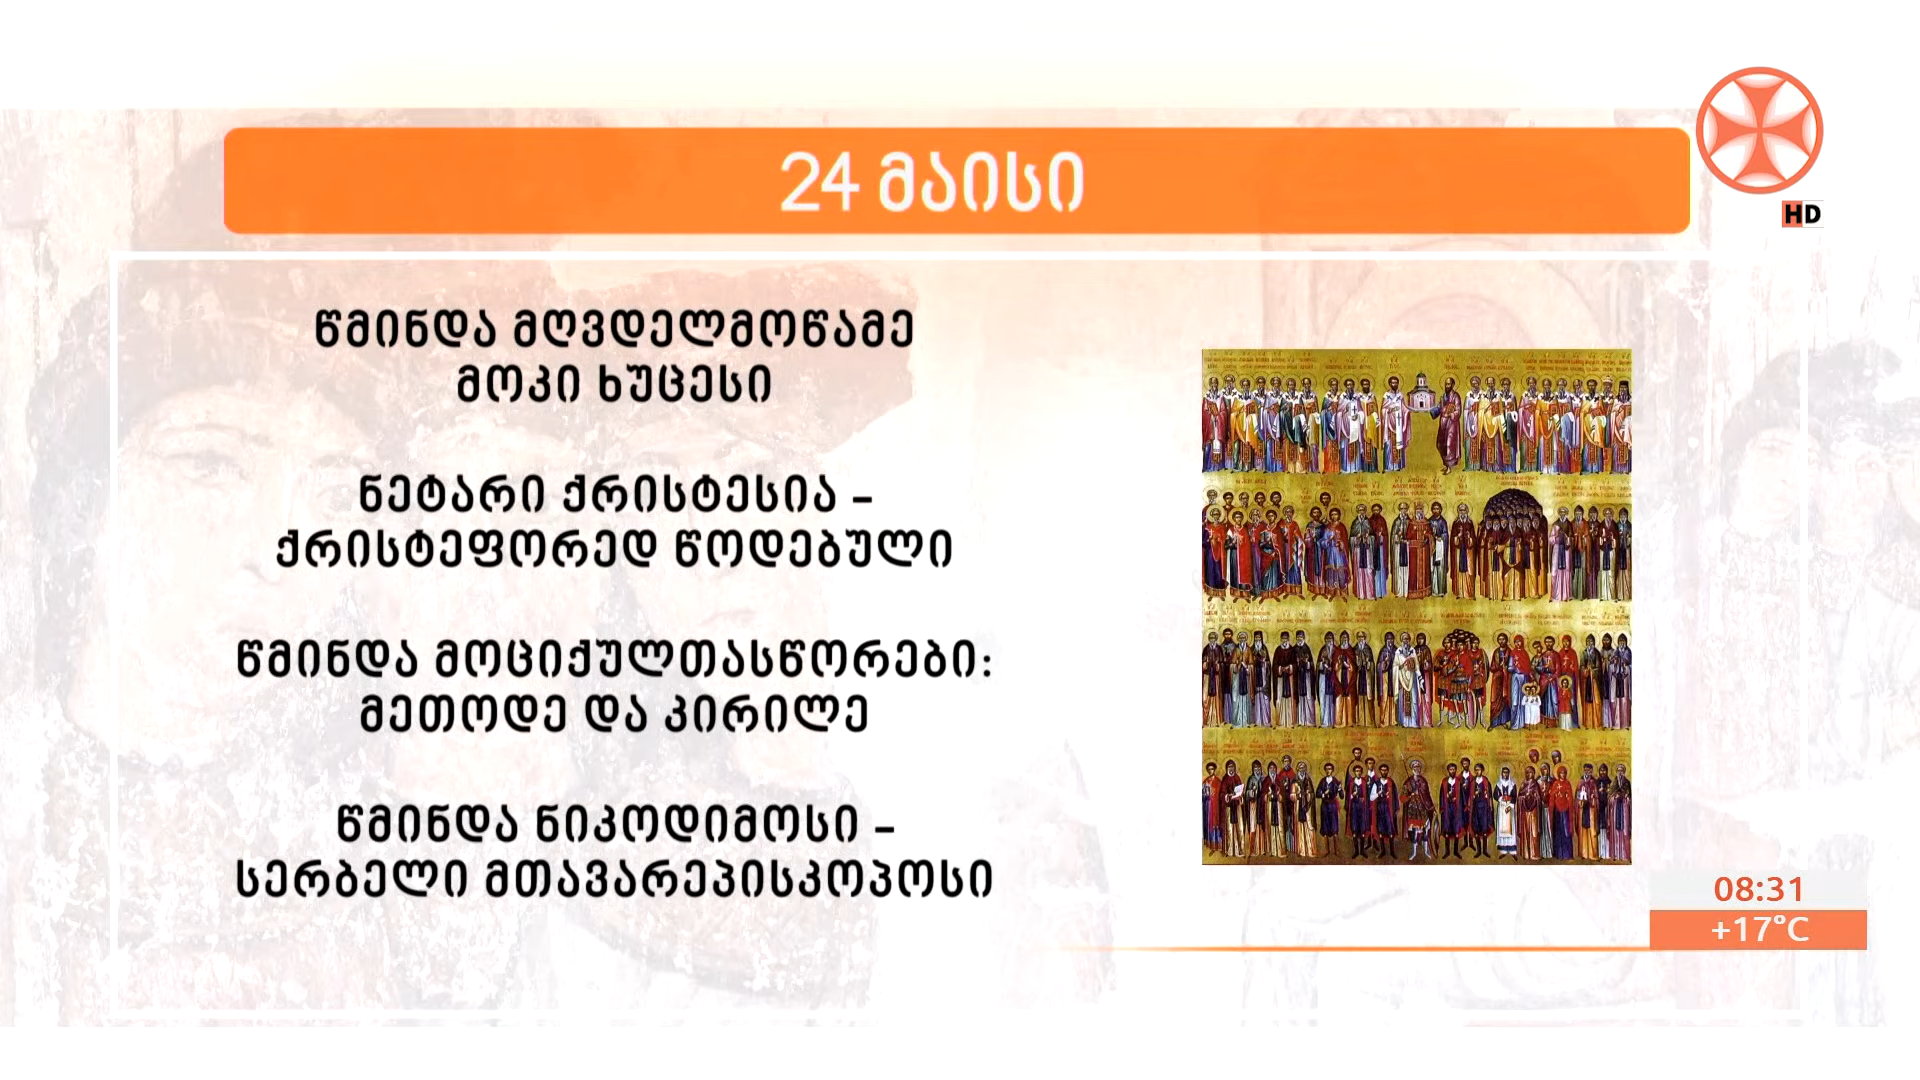 24 მაისი
HD
წმინდა მღვდელმოწამე
მოკი ხუცესი
ნეტარი ქრისტესია –
ქრისტეფორედ წოდებული
წმინდა მოციქულთასწორები:
მეთოდე და კირილე
წმინდა ნიკოდიმოსი –
სერბელი მთავარეპისკოპოსი
08:31
+17°C